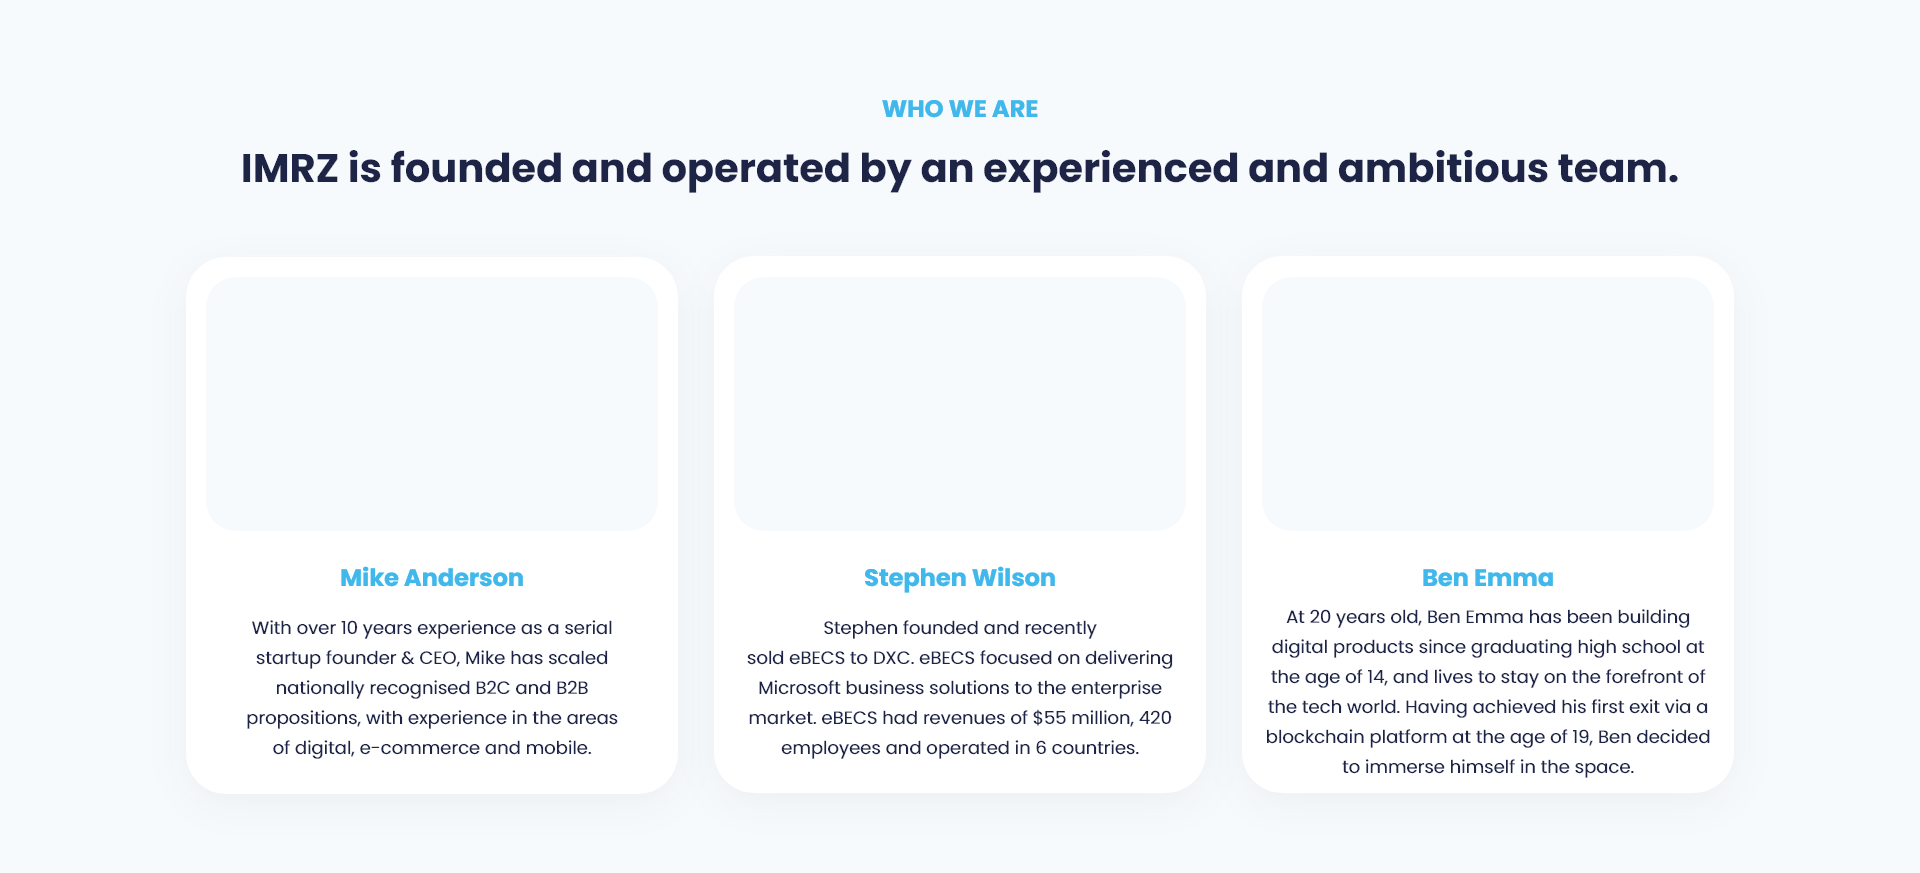 WHO WE ARE
IMRZ is founded and operated by an experienced and ambitious team.
Mike Anderson
With over 10 years experience as a serial
startup founder & CEO, Mike has scaled
nationally recognised B2C and B2B
propositions, with experience in the areas
of digital, e-commerce and mobile.
Stephen Wilson
Stephen founded and recently
sold eBECS to DXC. eBECS focused on delivering
Microsoft business solutions to the enterprise
market. eBECS had revenues of $55 million, 420
employees and operated in 6 countries.
Ben Emma
At 20 years old, Ben Emma has been building
digital products since graduating high school at
the age of 14, and lives to stay on the forefront of
the tech world. Having achieved his first exit via a
blockchain platform at the age of 19, Ben decided
to immerse himself in the space.